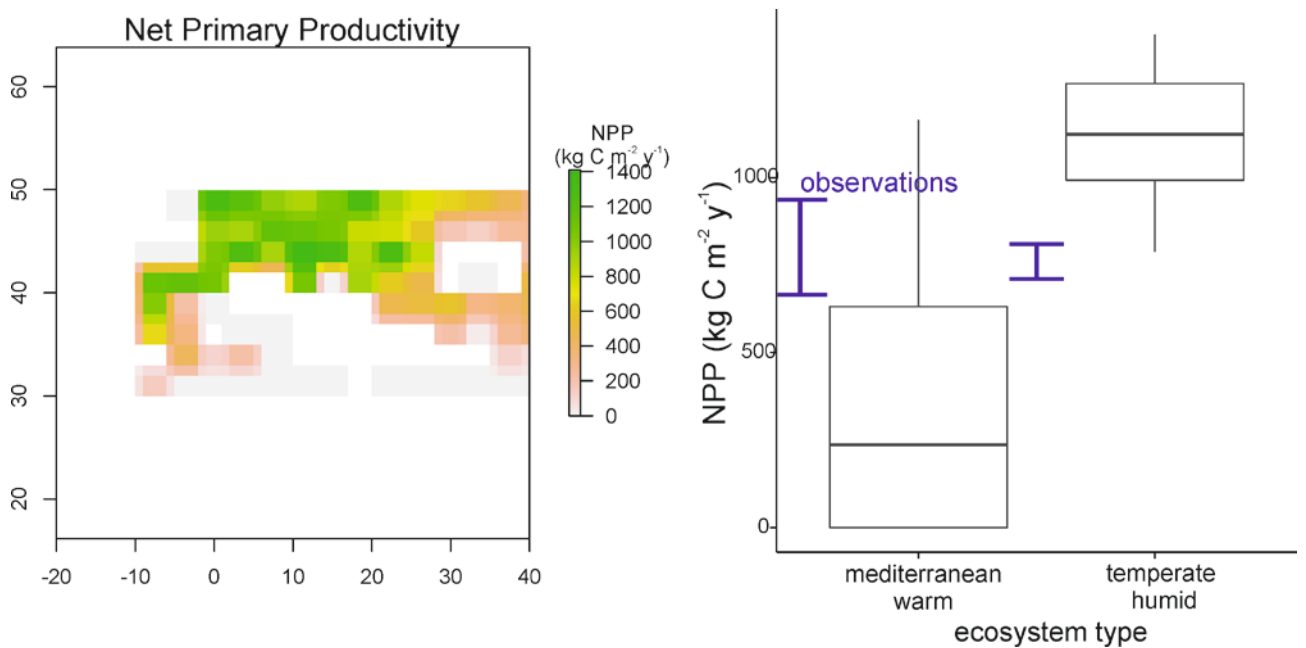 Net Primary Productivity
60
50
40
30
20
-20 -10 0 10 20 30 40
NPP
(kg C m⁻² y⁻¹)
1400
1200
1000
800
600
400
200
0
NPP (kg C m⁻² y⁻¹)
1000
500
0
observations
mediterranean
warm
temperate
humid
ecosystem type